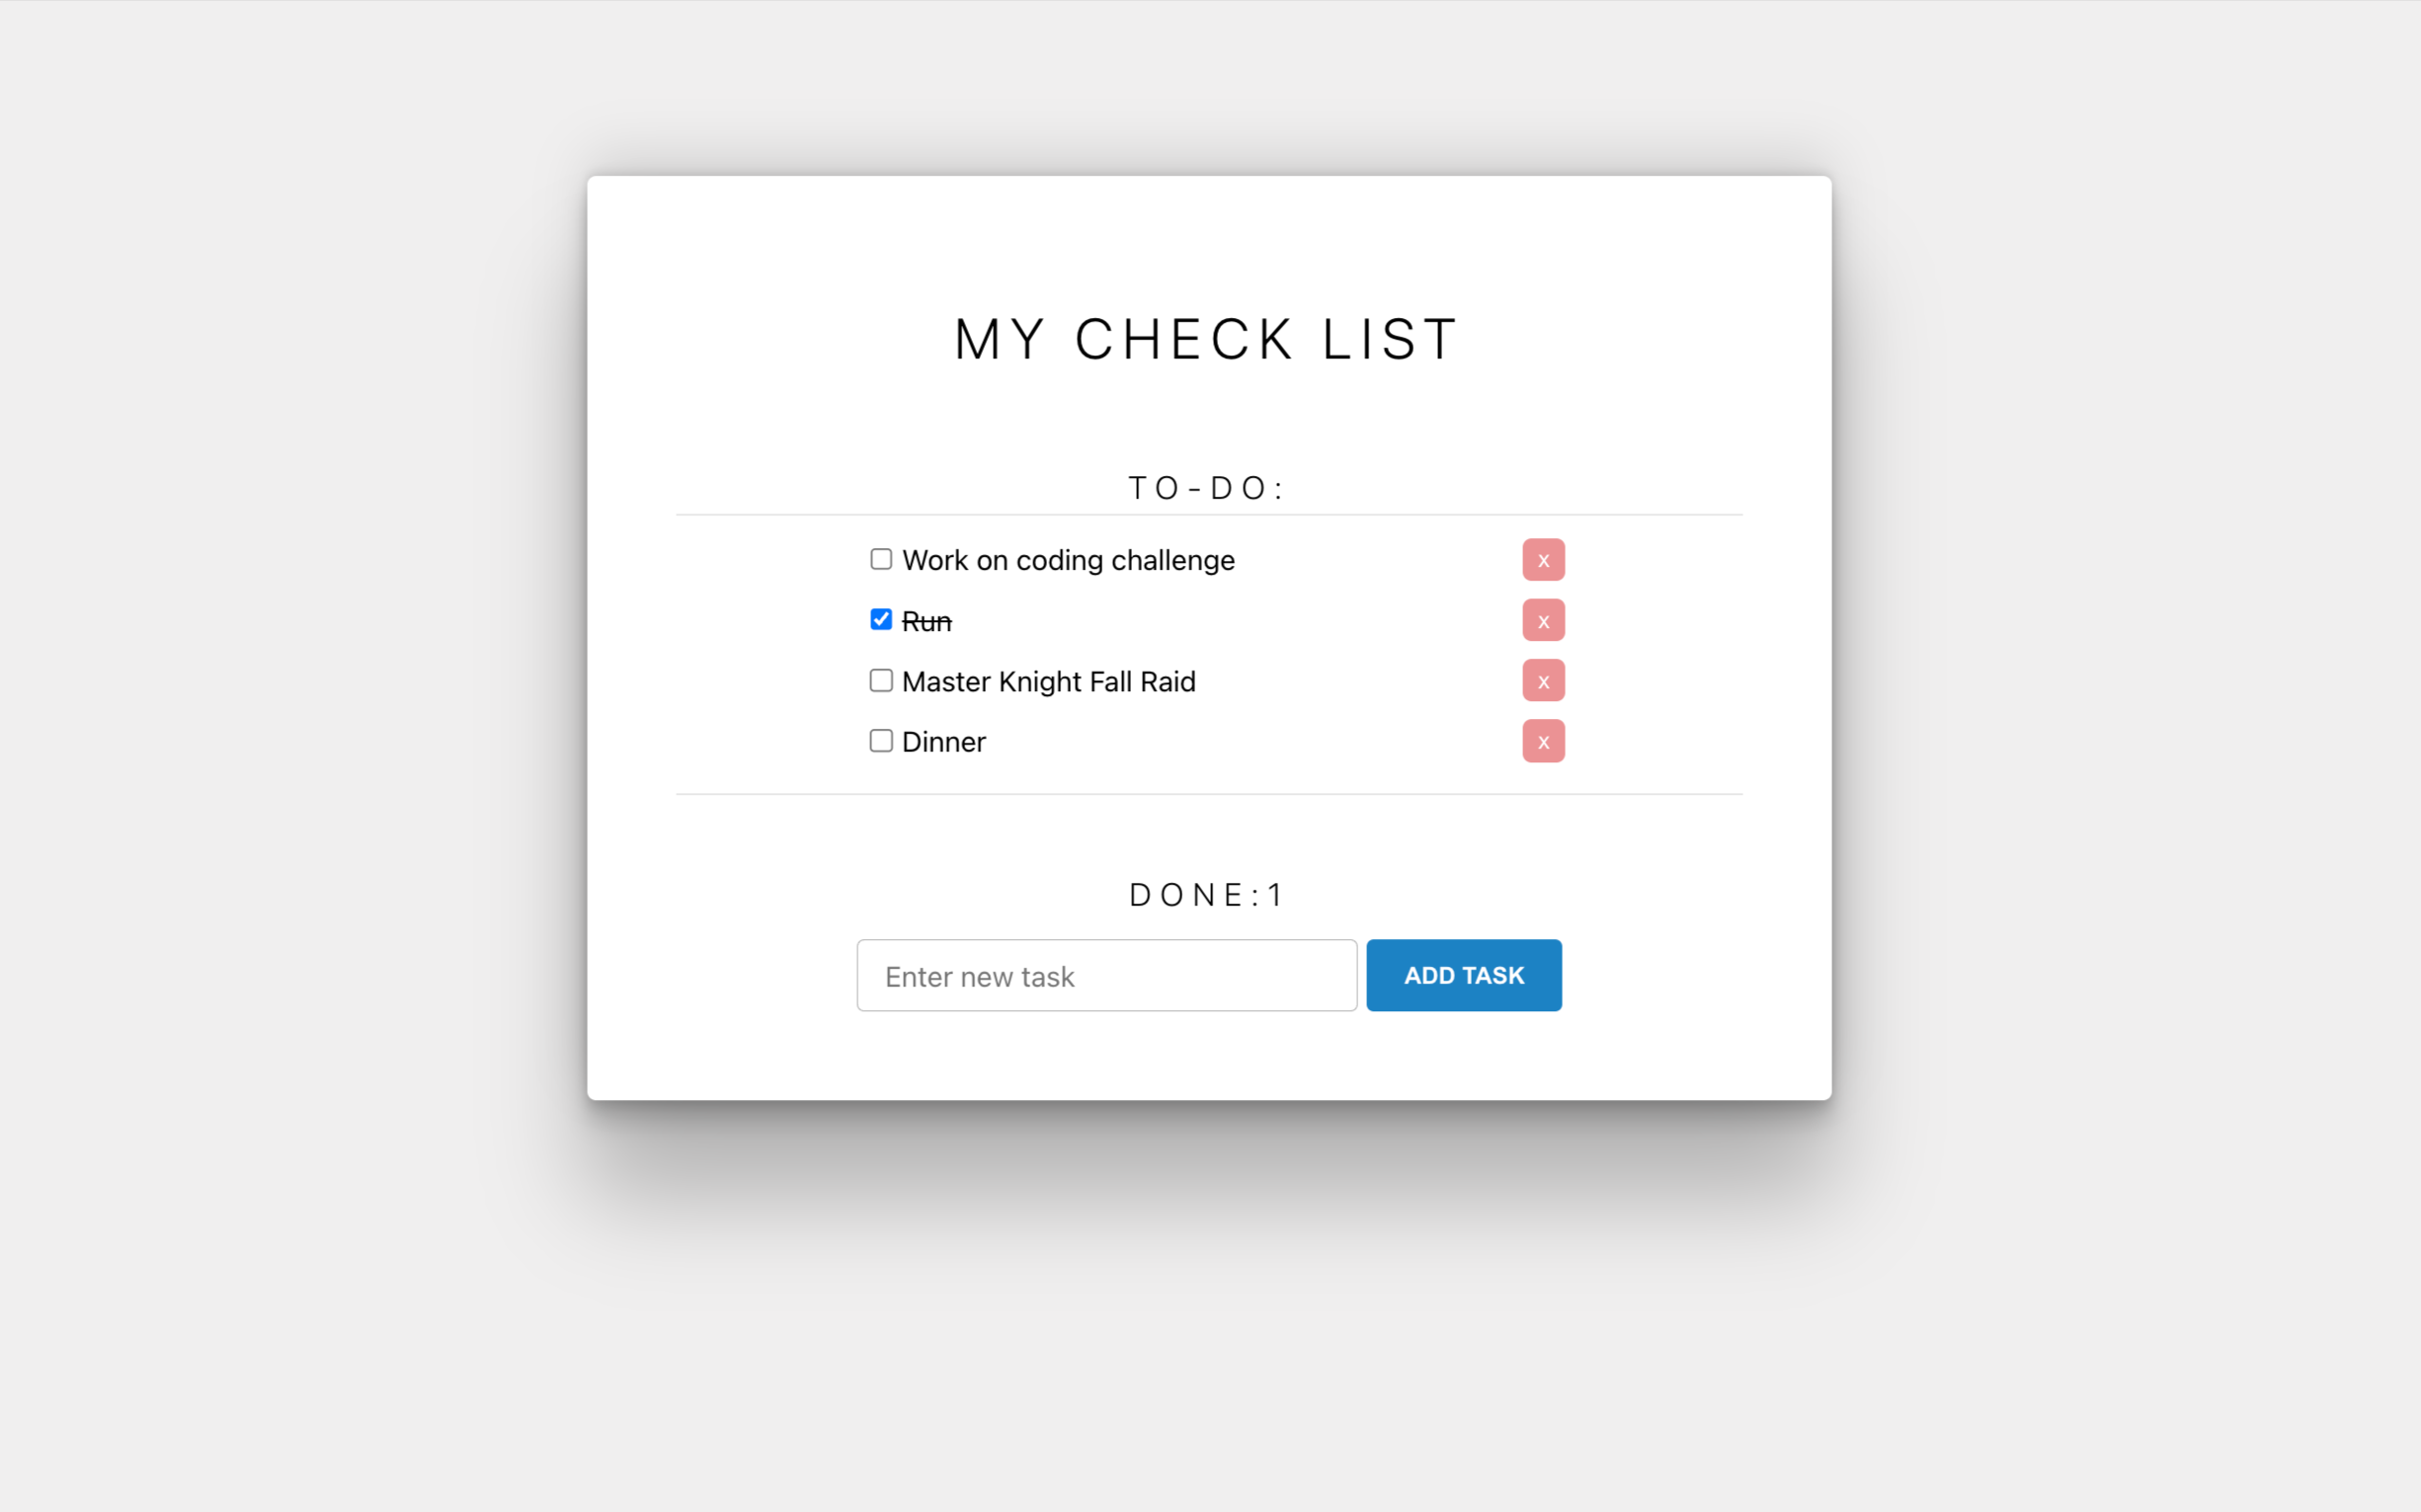 MY CHECK LIST
TO-DO:
Work on coding challenge x
Run x
Master Knight Fall Raid x
Dinner x
DONE:1
Enter new task ADD TASK